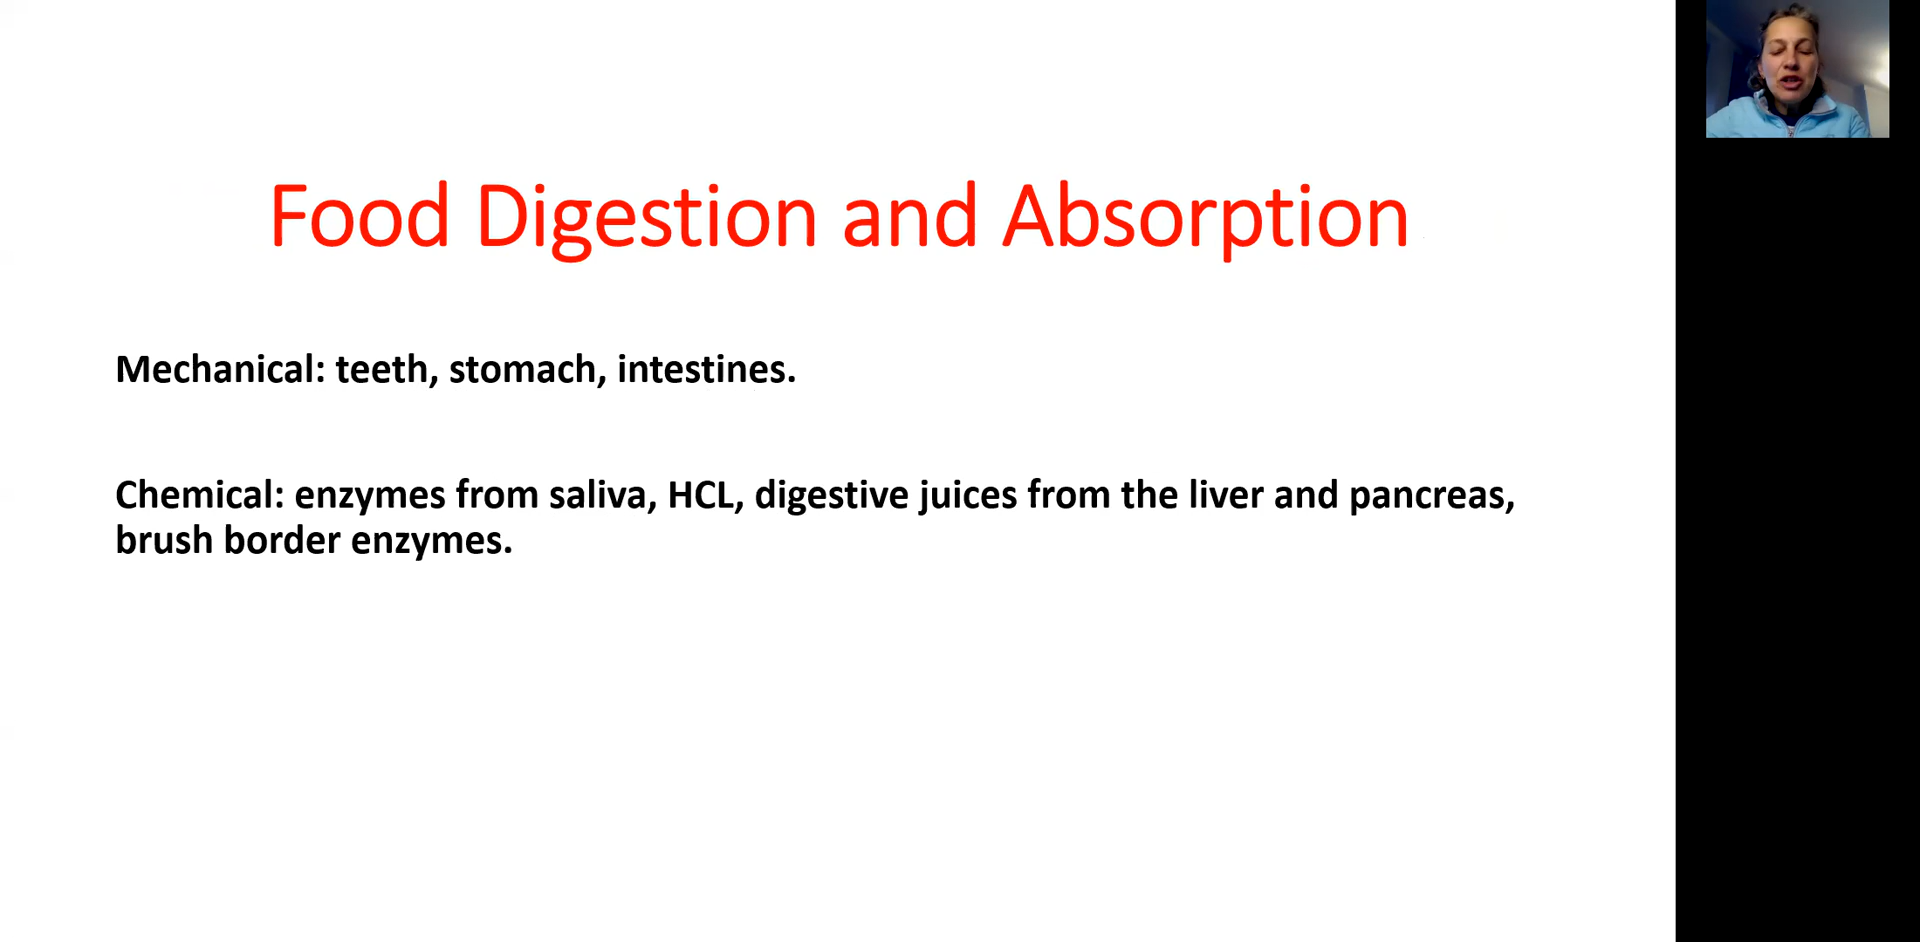 Food Digestion and Absorption
Mechanical: teeth, stomach, intestines.
Chemical: enzymes from saliva, HCL, digestive juices from the liver and pancreas,
brush border enzymes.